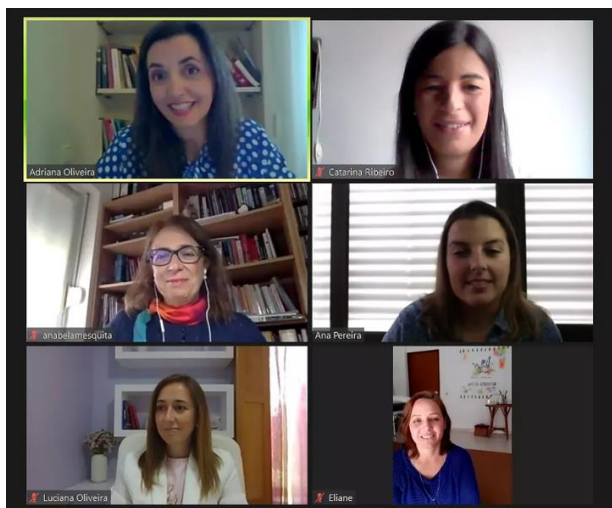 Adriana Oliveira
Catarina Ribeiro
anabelamesquita
Ana Pereira
Luciana Oliveira
Eliane